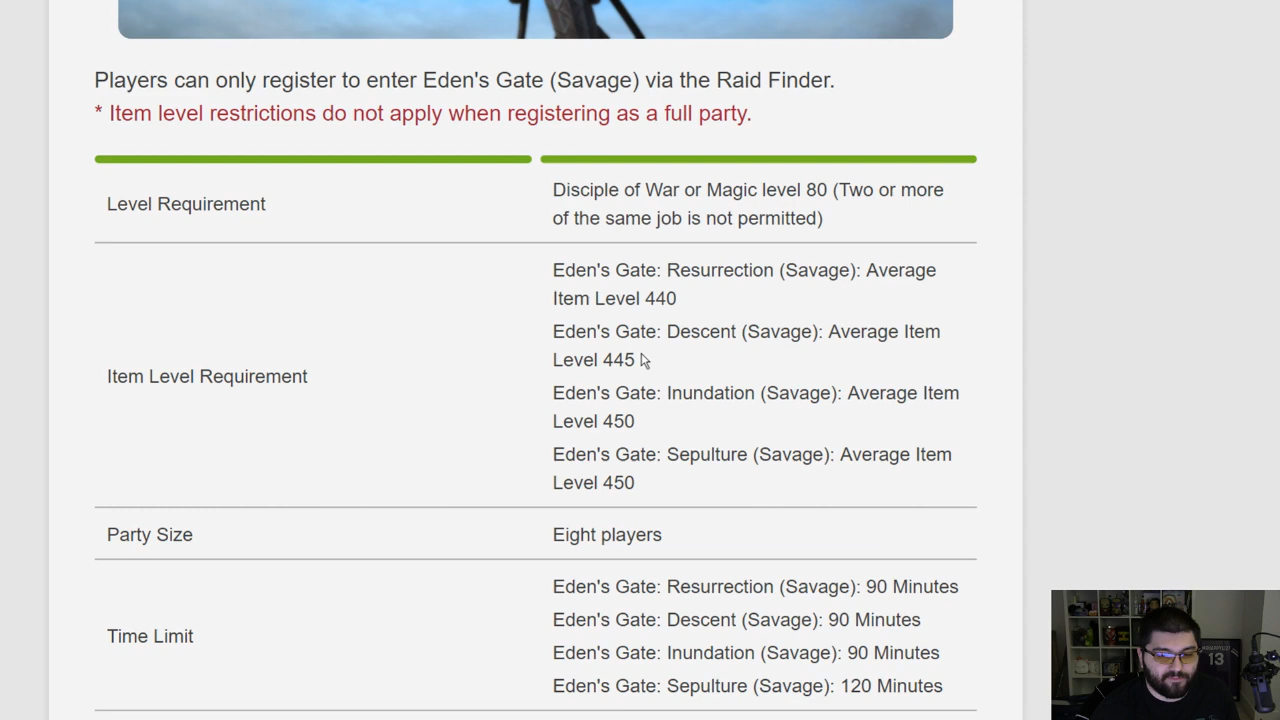 Players can only register to enter Eden's Gate (Savage) via the Raid Finder.
* Item level restrictions do not apply when registering as a full party.
Level Requirement
Disciple of War or Magic level 80 (Two or more
of the same job is not permitted)
Item Level Requirement
Eden's Gate: Resurrection (Savage): Average
Item Level 440
Eden's Gate: Descent (Savage): Average Item
Level 445
Eden's Gate: Inundation (Savage): Average Item
Level 450
Eden's Gate: Sepulture (Savage): Average Item
Level 450
Party Size
Eight players
Time Limit
Eden's Gate: Resurrection (Savage): 90 Minutes
Eden's Gate: Descent (Savage): 90 Minutes
Eden's Gate: Inundation (Savage): 90 Minutes
Eden's Gate: Sepulture (Savage): 120 Minutes
13